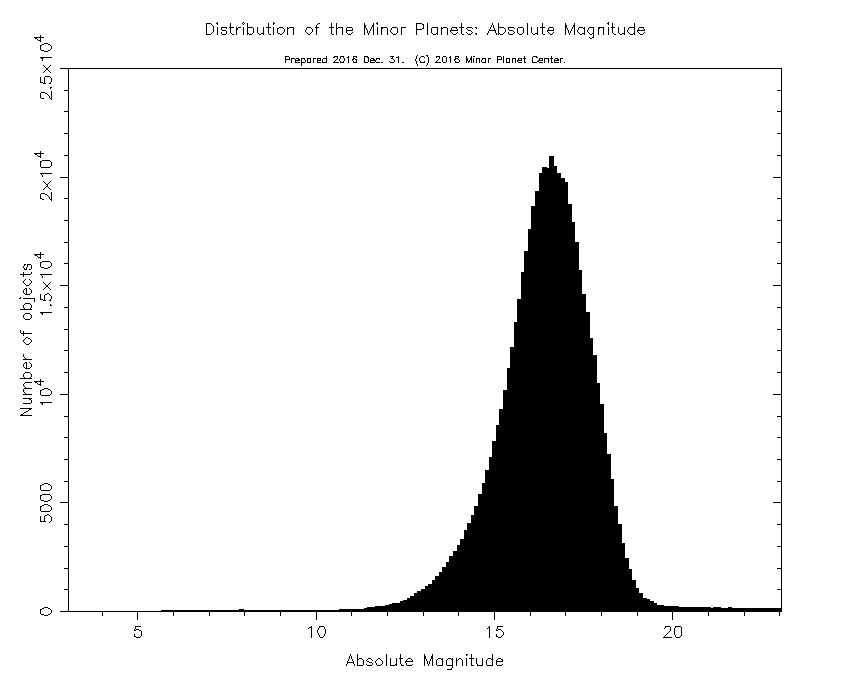 Distribution of the Minor Planets: Absolute Magnitude
Prepared 2016 Dec. 31. (C) 2016 Minor Planet Center.
2.5×10⁴
2×10⁴
1.5×10⁴
10⁴
5000
0
Number of objects
5 10 15 20
Absolute Magnitude